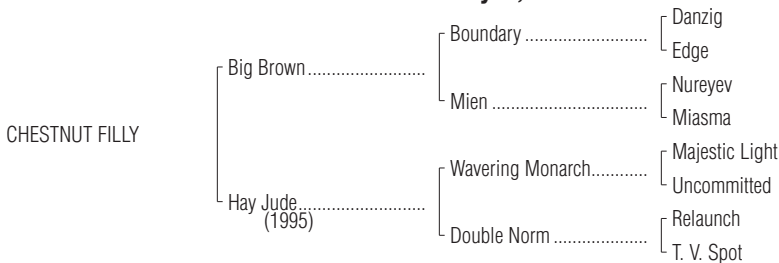 Danzig
Boundary ............................
Edge
Big Brown..........................
Nureyev
Mien ...................................
Miasma
CHESTNUT FILLY
Majestic Light
Wavering Monarch............
Uncommitted
Hay Jude............................
(1995)
Relaunch
Double Norm .....................
T. V. Spot